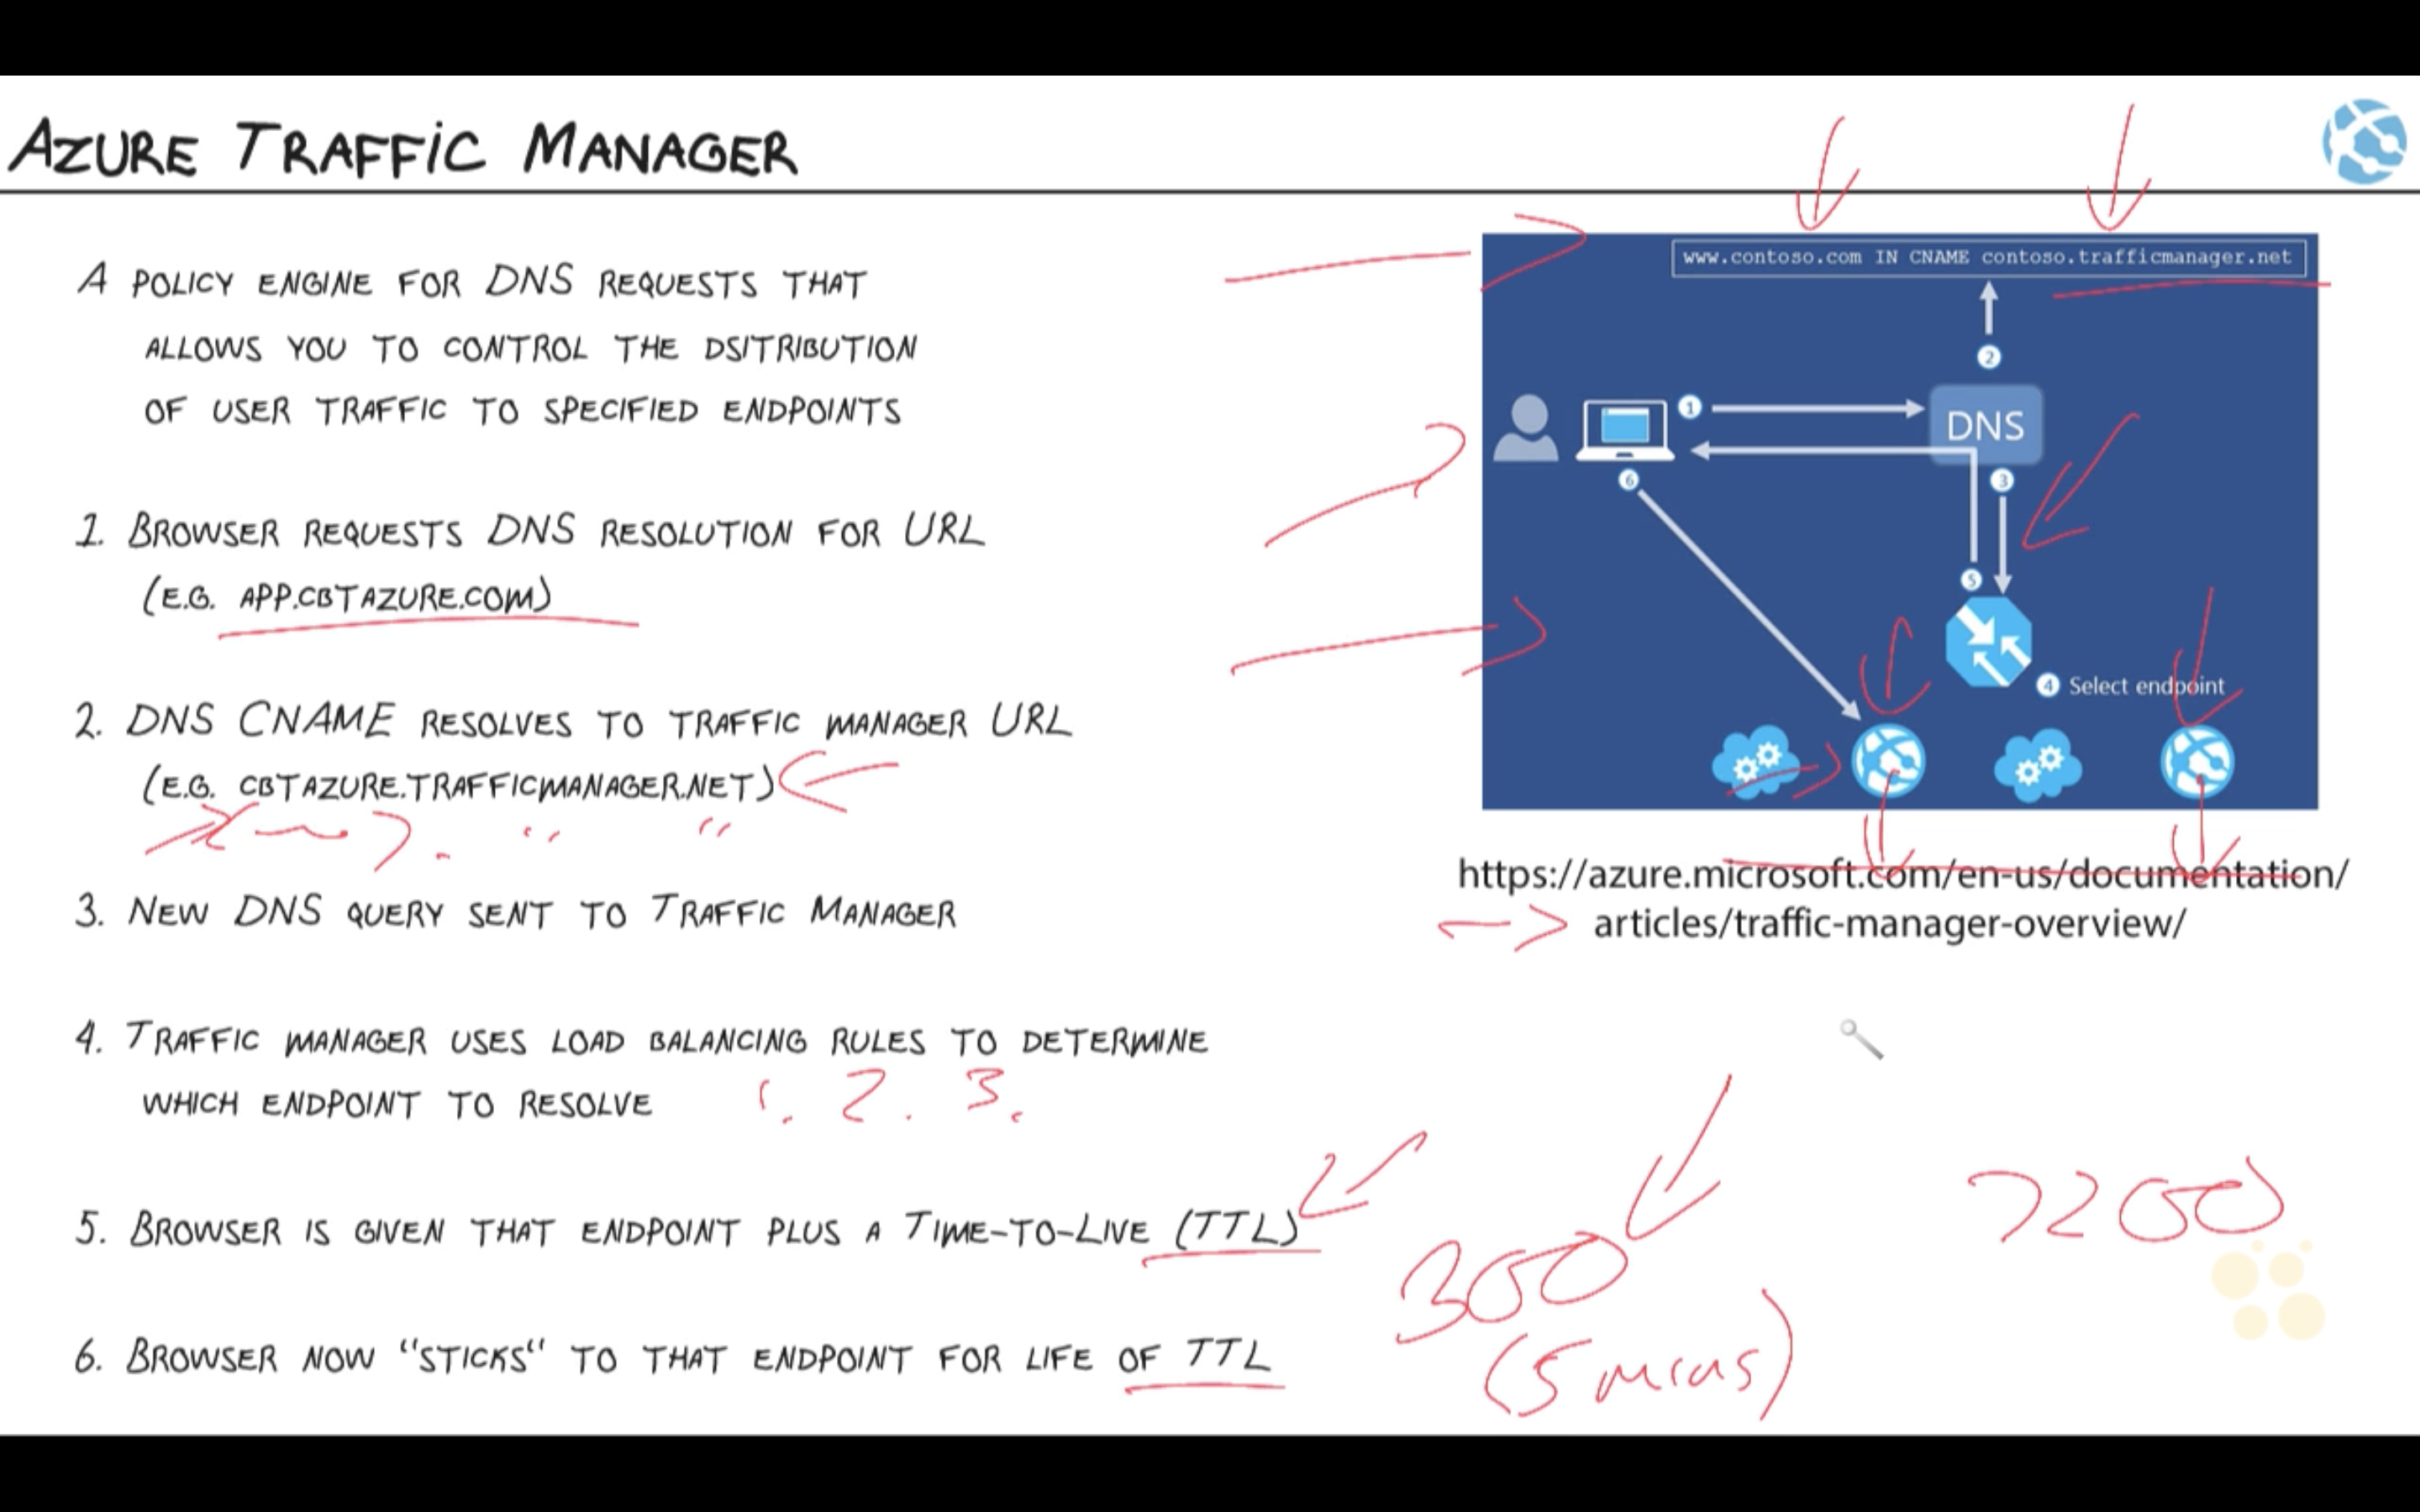 AZURE TRAFFIC MANAGER
A POLICY ENGINE FOR DNS REQUESTS THAT
ALLOWS YOU TO CONTROL THE DSITRIBUTION
OF USER TRAFFIC TO SPECIFIED ENDPOINTS
1. BROWSER REQUESTS DNS RESOLUTION FOR URL
(E.G. APP.CBTAZURE.COM)
2. DNS CNAME RESOLVES TO TRAFFIC MANAGER URL
(E.G. CBTAZURE.TRAFFICMANAGER.NET)
3. NEW DNS QUERY SENT TO TRAFFIC MANAGER
4. TRAFFIC MANAGER USES LOAD BALANCING RULES TO DETERMINE
WHICH ENDPOINT TO RESOLVE
1. 2. 3.
5. BROWSER IS GIVEN THAT ENDPOINT PLUS A TIME-TO-LIVE (TTL)
6. BROWSER NOW "STICKS" TO THAT ENDPOINT FOR LIFE OF TTL
www.contoso.com IN CNAME contoso.trafficmanager.net
2
1
DNS
6
3
5
4 Select endpoint
https://azure.microsoft.com/en-us/documentation/
articles/traffic-manager-overview/
300
(5 mins)
7200